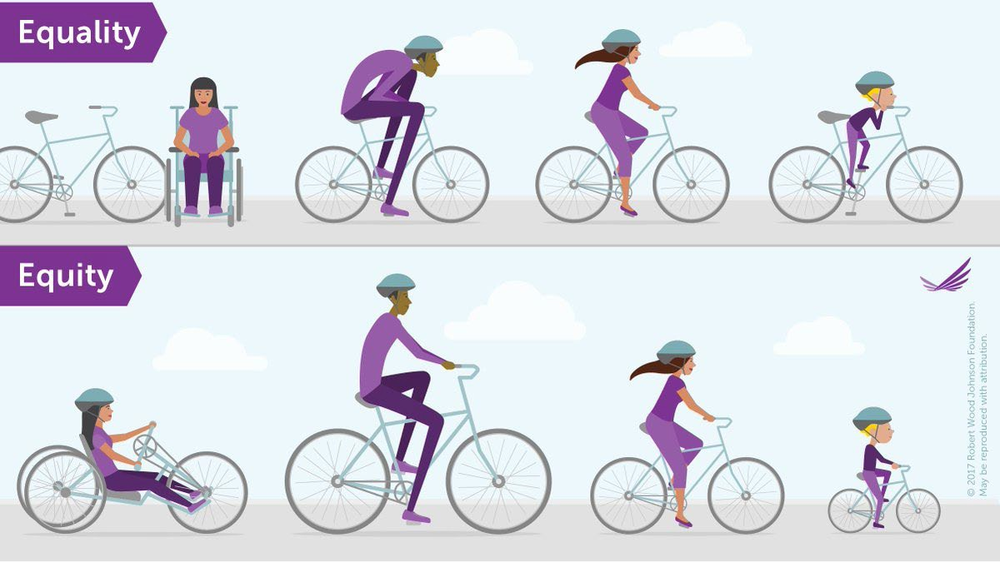 Equality
Equity
© 2017 Robert Wood Johnson Foundation.
May be reproduced with attribution.